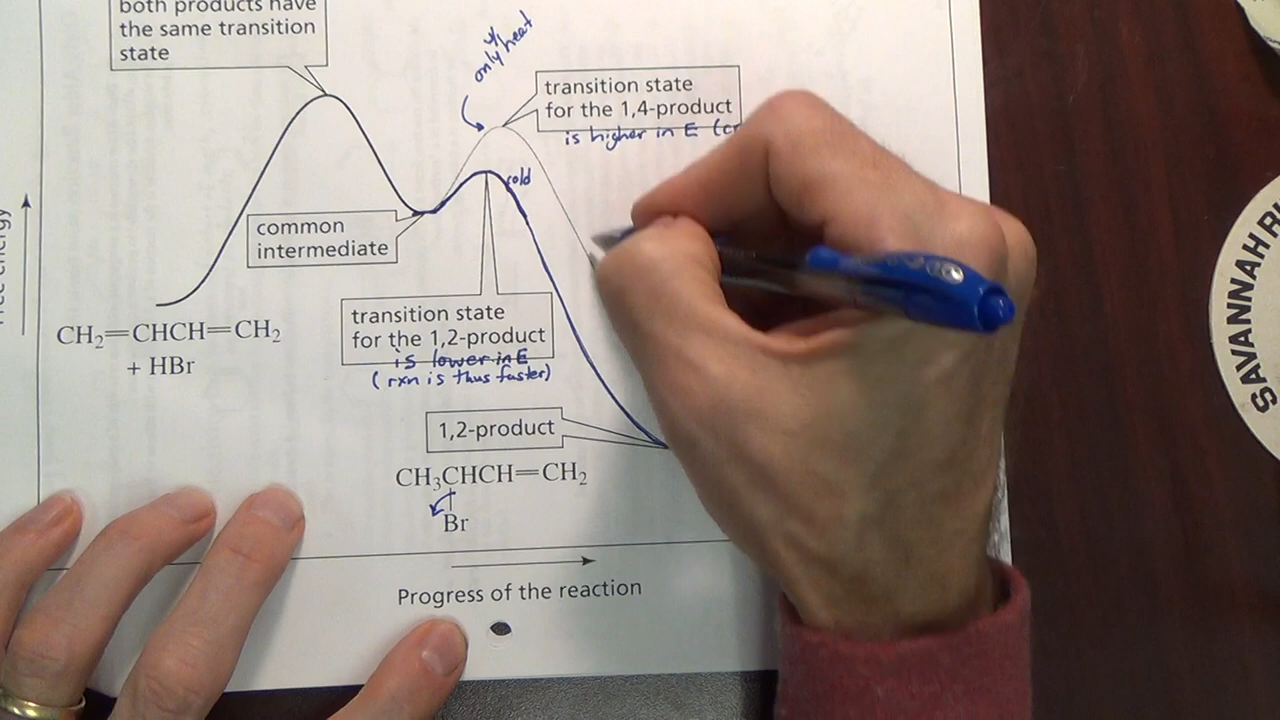 both products have
the same transition
state
w/
only heat
transition state
for the 1,4-product
is higher in E
cold
common
intermediate
CH₂=CHCH=CH₂
+ HBr
transition state
for the 1,2-product
is lower in E
(rxn is thus faster)
1,2-product
CH₃CHCH=CH₂
Br
Progress of the reaction
SAVANNAH